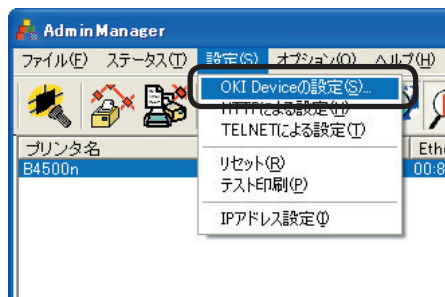 AdminManager
ファイル(F) ステータス(T) 設定(S) オプション(O) ヘルプ(H)
OKI Deviceの設定(S)...
HTTPによる設定(H)
TELNETによる設定(T)
リセット(R)
テスト印刷(P)
IPアドレス設定(I)
プリンタ名 Eth
B4500n 00:8